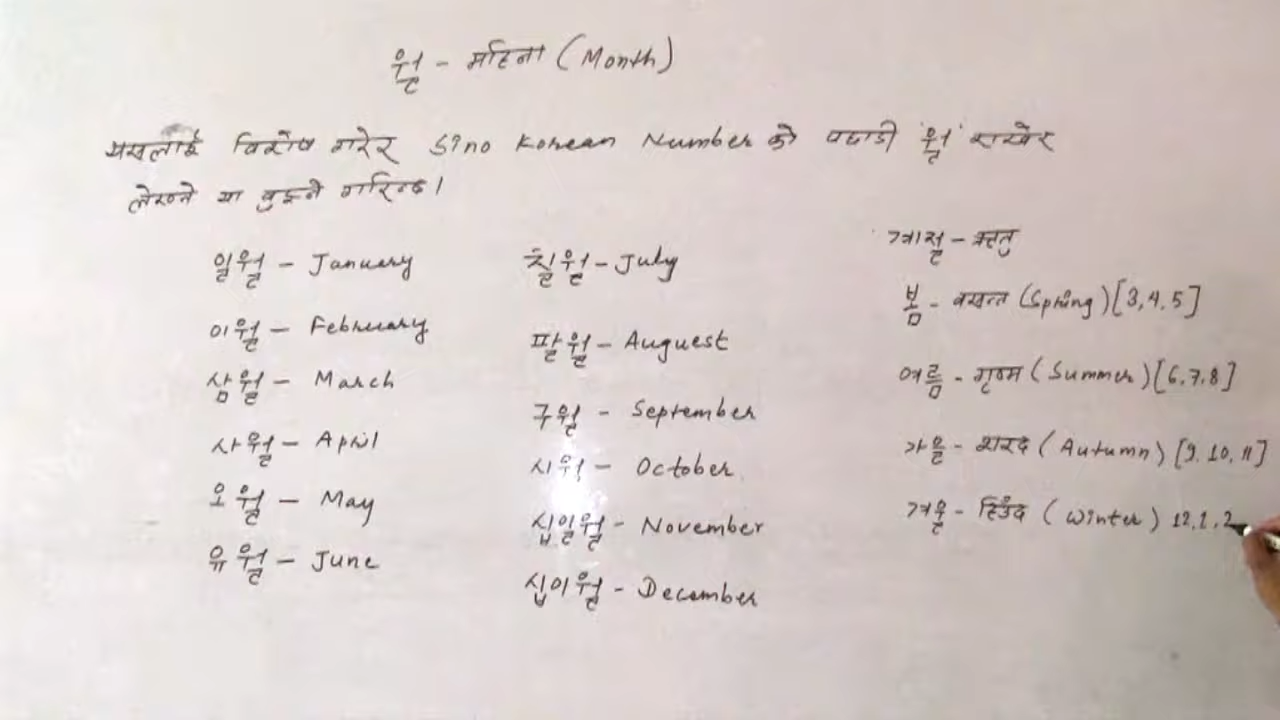 월 - महिना (Month)
यसलाई विशेष गरेर Sino Korean Number को पछाडी '월' राखेर
लेख्ने या बुझ्ने गरिन्छ।
일월 - January
이월 - February
삼월 - March
사월 - April
오월 - May
유월 - June
칠월 - July
팔월 - Auguest
구월 - September
시월 - October
십일월 - November
십이월 - December
- ऋतु
봄 - वसन्त (Spring) [3,4,5]
여름 - गृष्म (Summer) [6,7,8]
가을 - शरद (Autumn) [9,10,11]
겨울 - हिउँद (Winter) 12,1,2